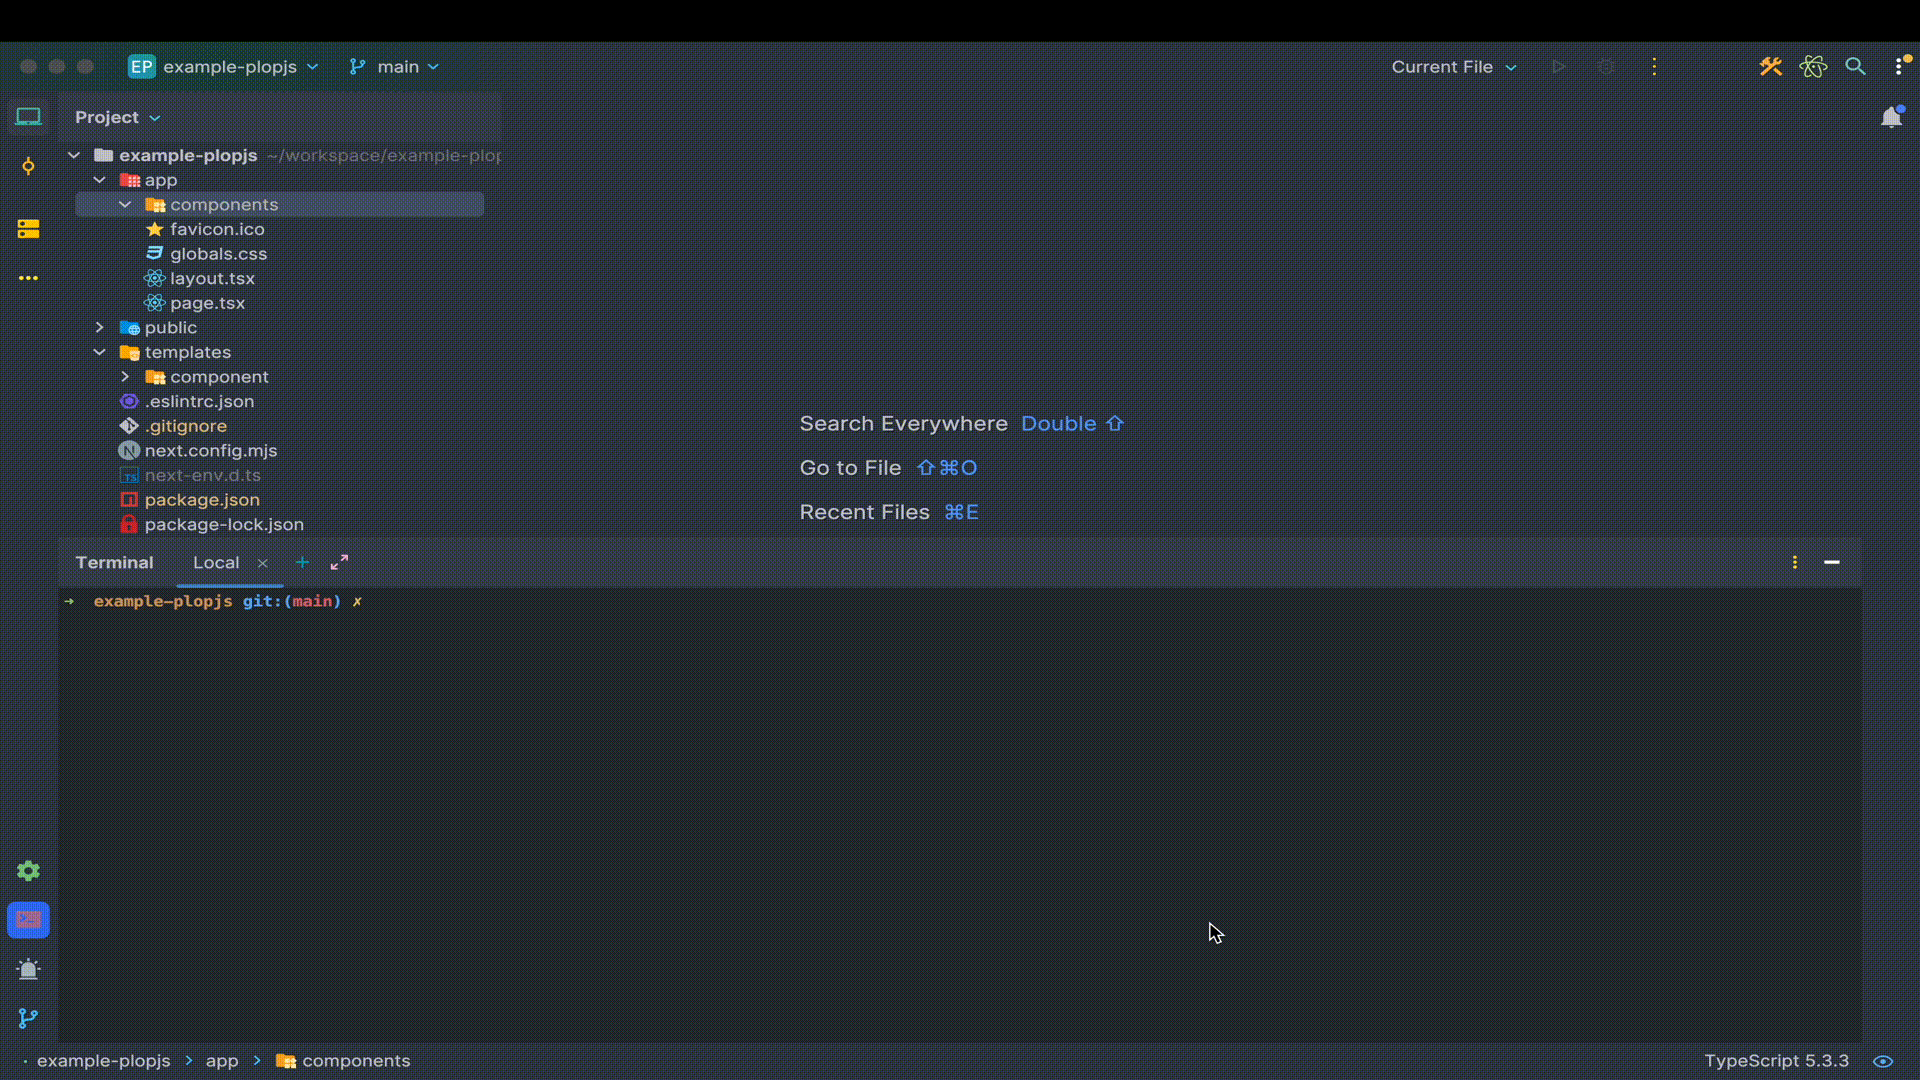 EP example-plopjs main Current File
Project
example-plopjs ~/workspace/example-plop
app
components
favicon.ico
globals.css
layout.tsx
page.tsx
public
templates
component
.eslintrc.json
.gitignore
N next.config.mjs
TS next-env.d.ts
package.json
package-lock.json
Search Everywhere Double ⇧
Go to File ⇧⌘O
Recent Files ⌘E
Terminal Local × +
→ example-plopjs git:(main) ✗
example-plopjs > app > components TypeScript 5.3.3